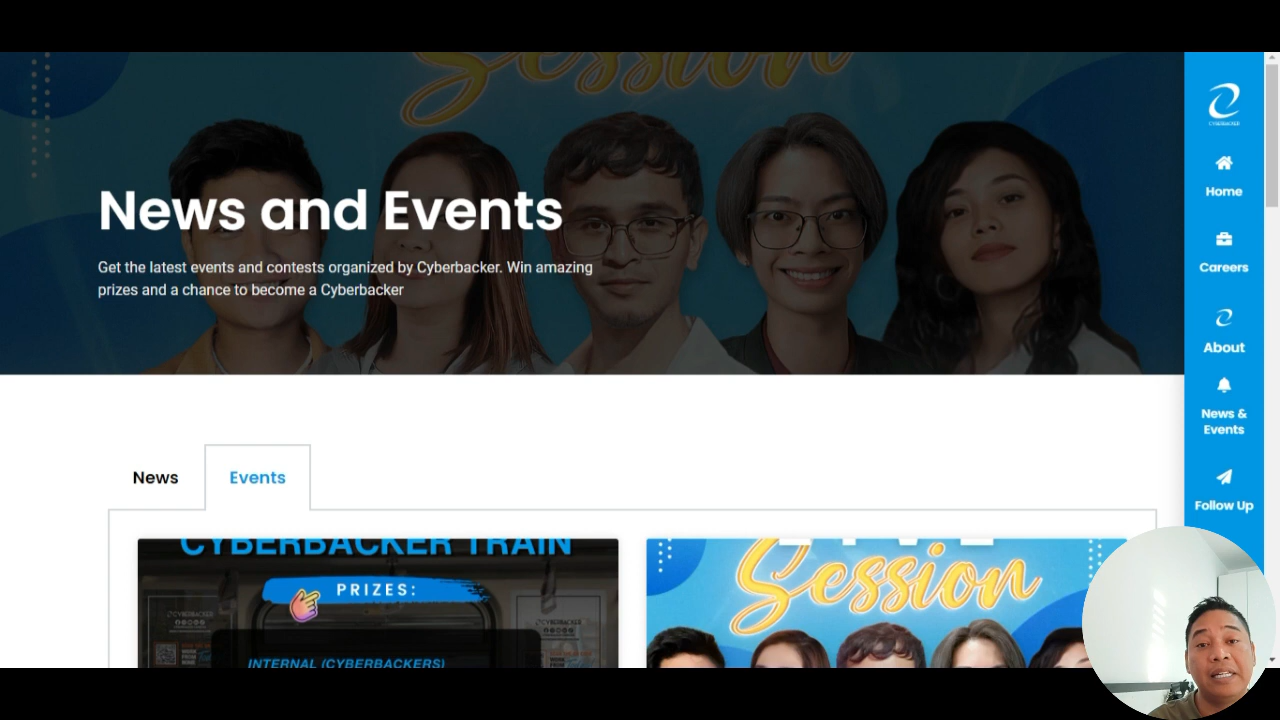 Session
News and Events
Get the latest events and contests organized by Cyberbacker. Win amazing
prizes and a chance to become a Cyberbacker
CYBERBACKER
Home
Careers
About
News &
Events
Follow Up
News
Events
CYBERBACKER TRAIN
PRIZES:
INTERNAL (CYBERBACKERS)
Session